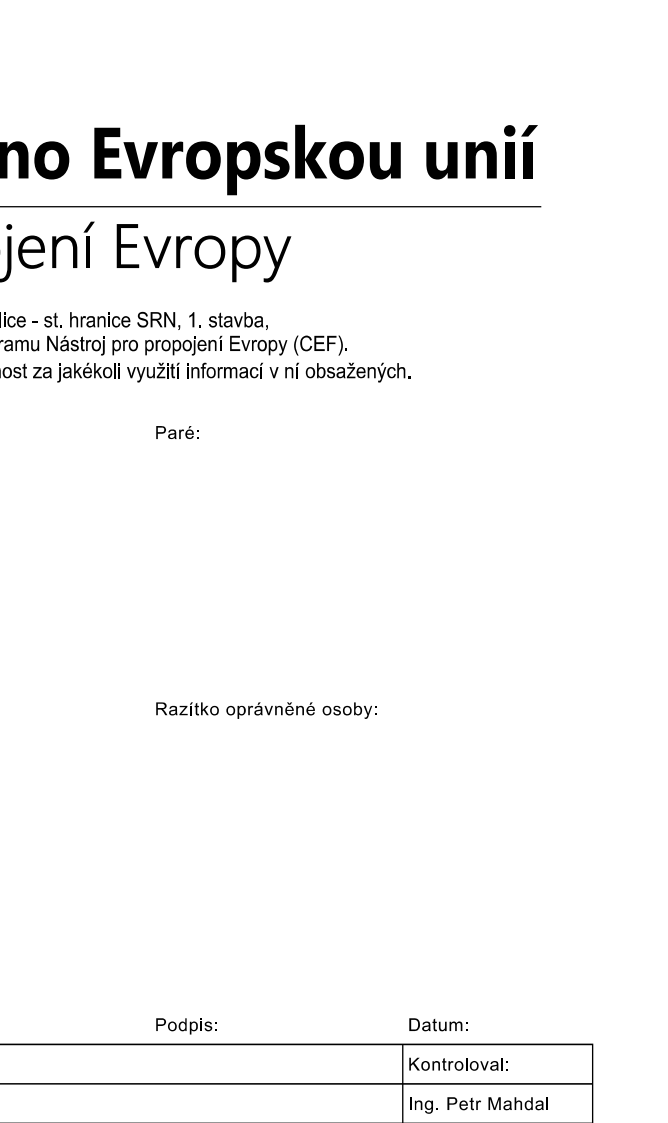 no Evropskou unií
jení Evropy
lice - st. hranice SRN, 1. stavba,
ramu Nástroj pro propojení Evropy (CEF).
nost za jakékoli využití informací v ní obsažených.
Paré:
Razítko oprávněné osoby:
Podpis: Datum:
Kontroloval:
Ing. Petr Mahdal